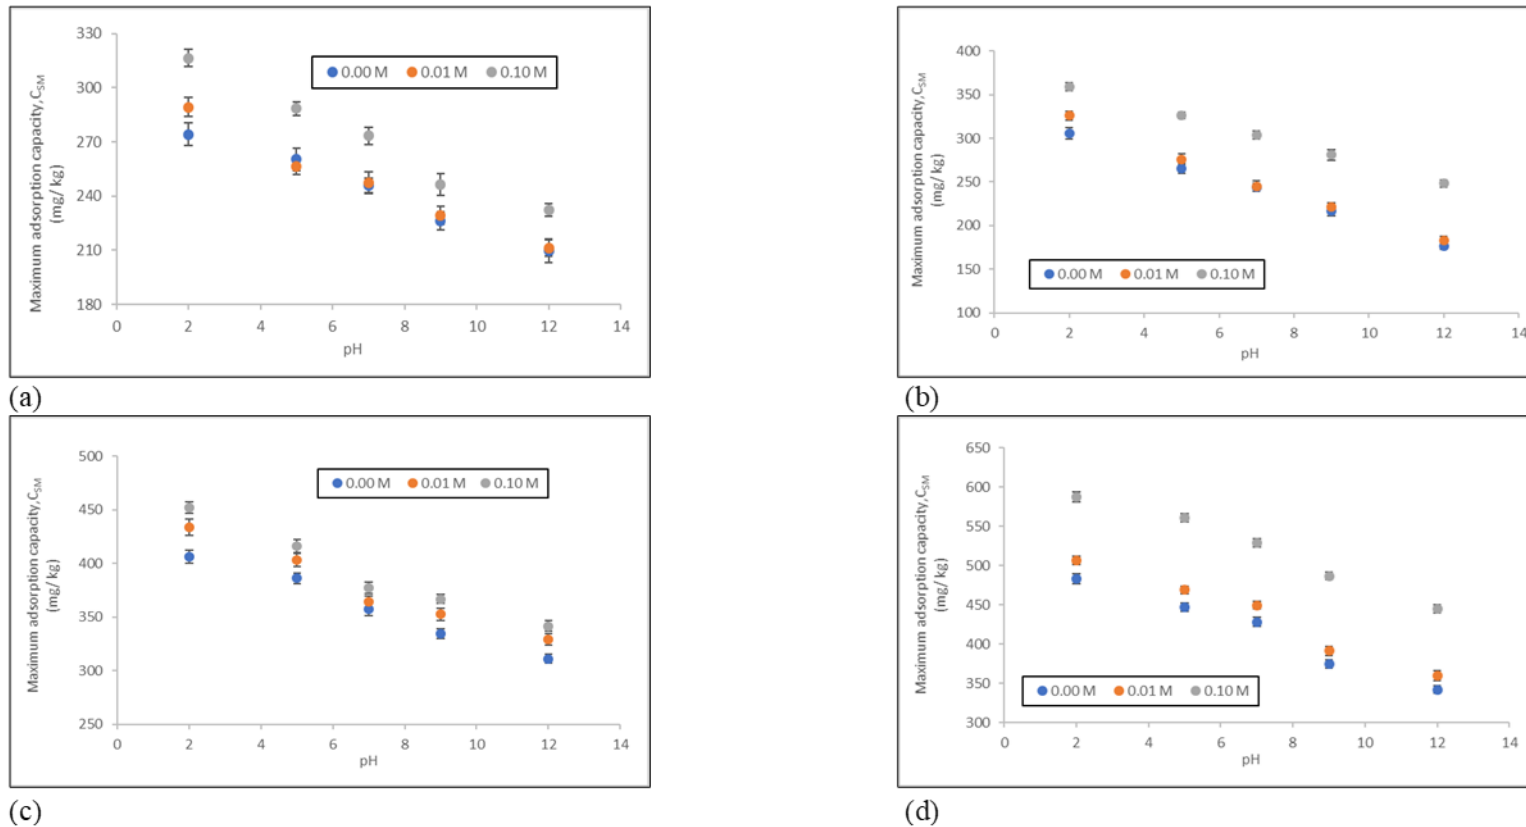 Maximum adsorption capacity,CSM
(mg/ kg)
330
300
270
240
210
180
0.00 M 0.01 M 0.10 M
0 2 4 6 8 10 12 14
pH
(a)
Maximum adsorption capacity,CSM
(mg/ kg)
400
350
300
250
200
150
100
0.00 M 0.01 M 0.10 M
0 2 4 6 8 10 12 14
pH
(b)
Maximum adsorption capacity,CSM
(mg/ kg)
500
450
400
350
300
250
0.00 M 0.01 M 0.10 M
0 2 4 6 8 10 12 14
pH
(c)
Maximum adsorption capacity,CSM
(mg/ kg)
650
600
550
500
450
400
350
300
0.00 M 0.01 M 0.10 M
0 2 4 6 8 10 12 14
pH
(d)